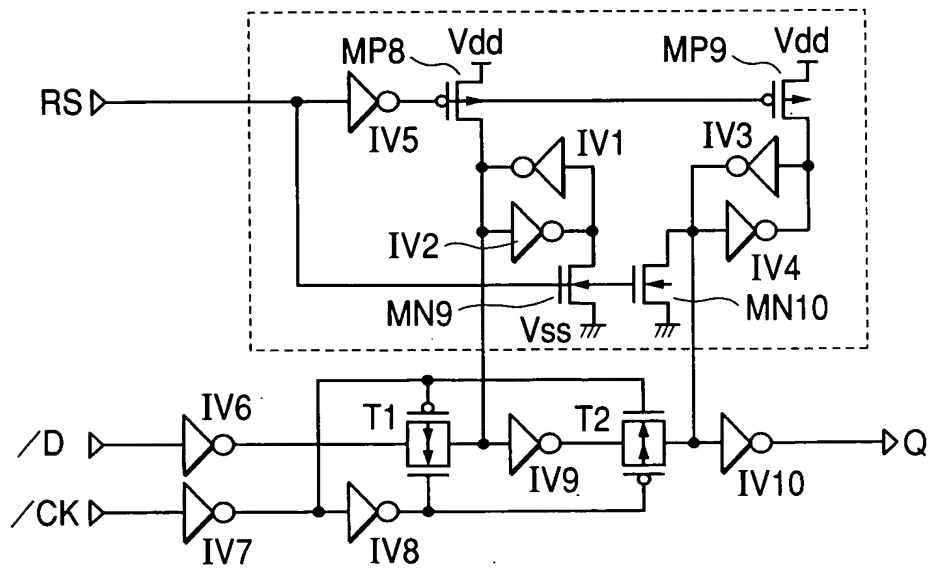 MP8
Vdd
MP9
Vdd
RS
IV5
IV1
IV3
IV2
IV4
MN9
Vss
MN10
IV6
T1
T2
/D
Q
IV9
IV10
/CK
IV7
IV8